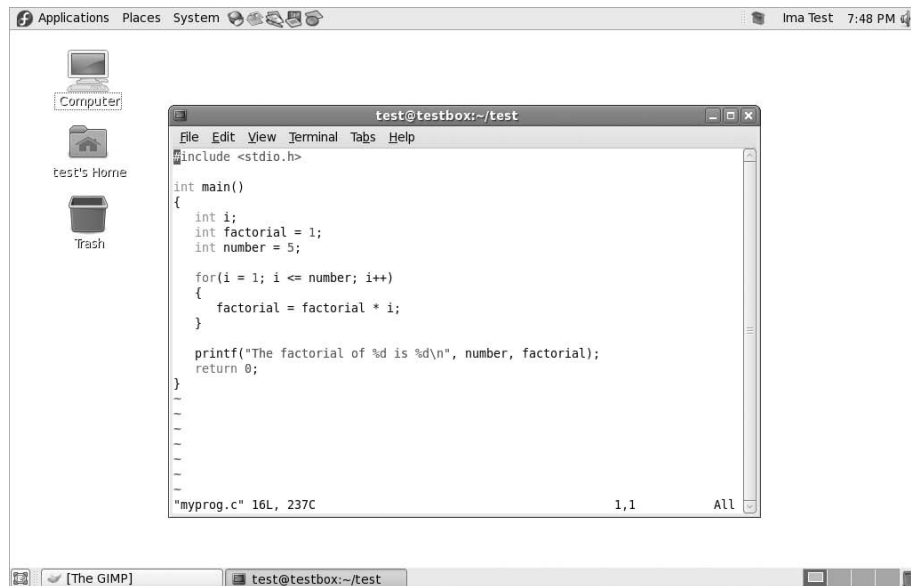 Applications Places System Ima Test 7:48 PM
Computer
test's Home
Trash
test@testbox:~/test
File Edit View Terminal Tabs Help
#include <stdio.h>
int main()
{
int i;
int factorial = 1;
int number = 5;
for(i = 1; i <= number; i++)
{
factorial = factorial * i;
}
printf("The factorial of %d is %d\n", number, factorial);
return 0;
}
~
~
~
~
~
~
~
"myprog.c" 16L, 237C 1,1 All
[The GIMP] test@testbox:~/test